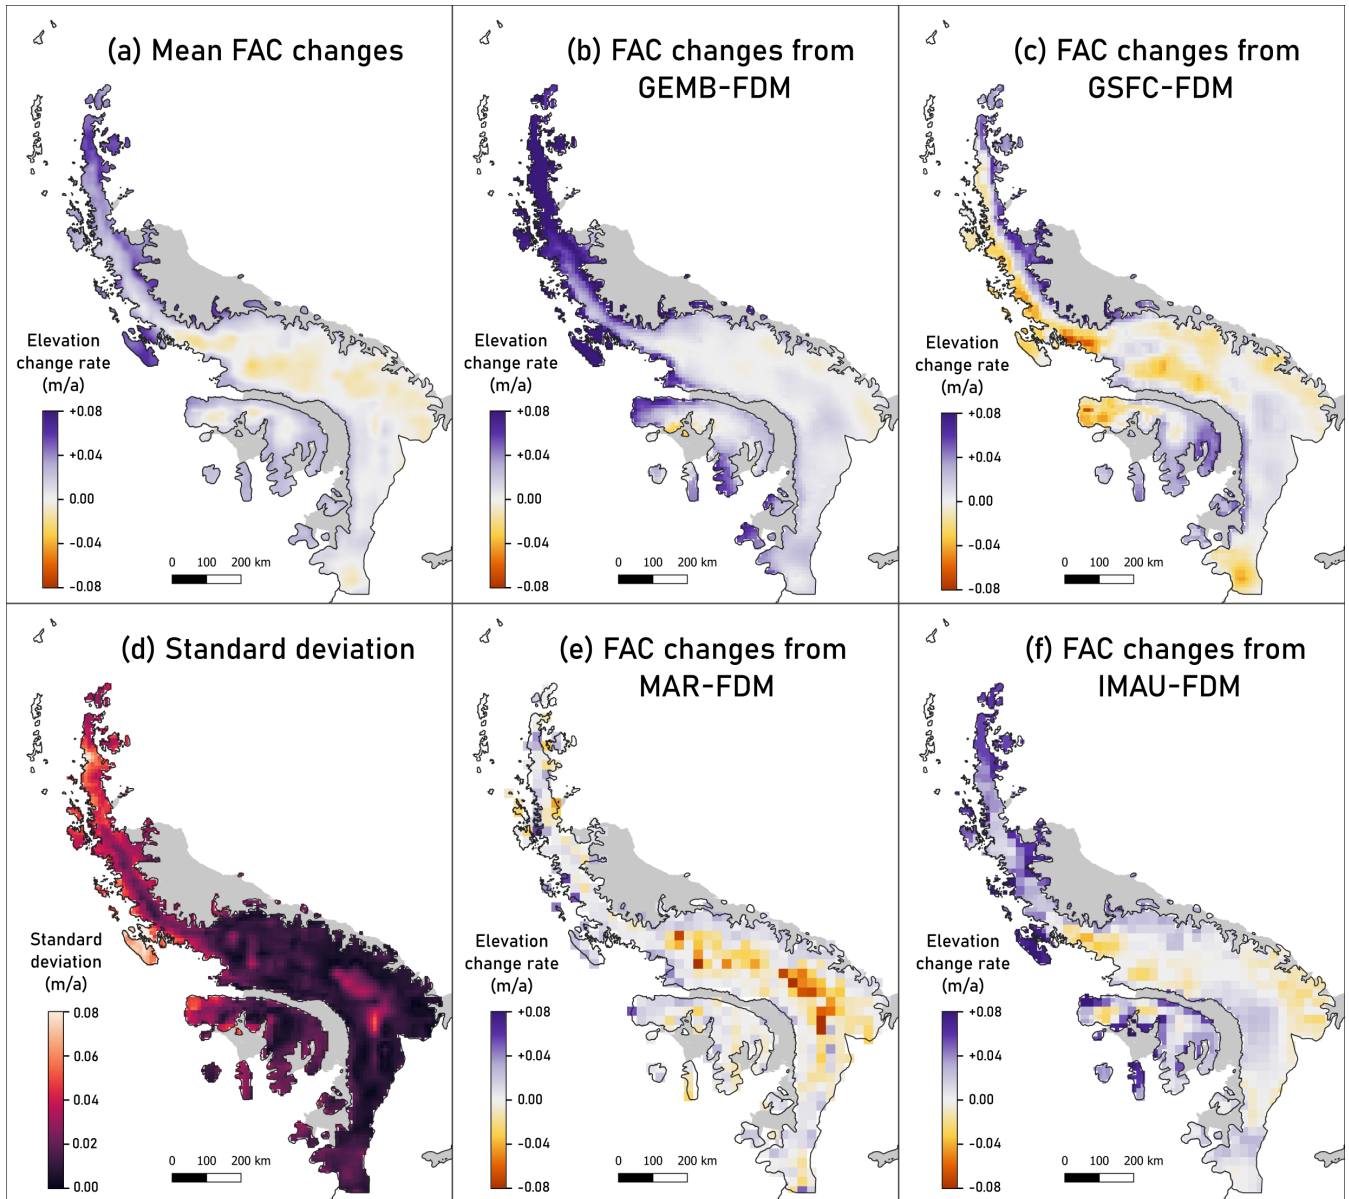 (a) Mean FAC changes
Elevation
change rate
(m/a)
+0.08
+0.04
0.00
−0.04
−0.08
0 100 200 km
(b) FAC changes from
GEMB-FDM
Elevation
change rate
(m/a)
+0.08
+0.04
0.00
−0.04
−0.08
0 100 200 km
(c) FAC changes from
GSFC-FDM
Elevation
change rate
(m/a)
+0.08
+0.04
0.00
−0.04
−0.08
0 100 200 km
(d) Standard deviation
Standard
deviation
(m/a)
0.08
0.06
0.04
0.02
0.00
0 100 200 km
(e) FAC changes from
MAR-FDM
Elevation
change rate
(m/a)
+0.08
+0.04
0.00
−0.04
−0.08
0 100 200 km
(f) FAC changes from
IMAU-FDM
Elevation
change rate
(m/a)
+0.08
+0.04
0.00
−0.04
−0.08
0 100 200 km